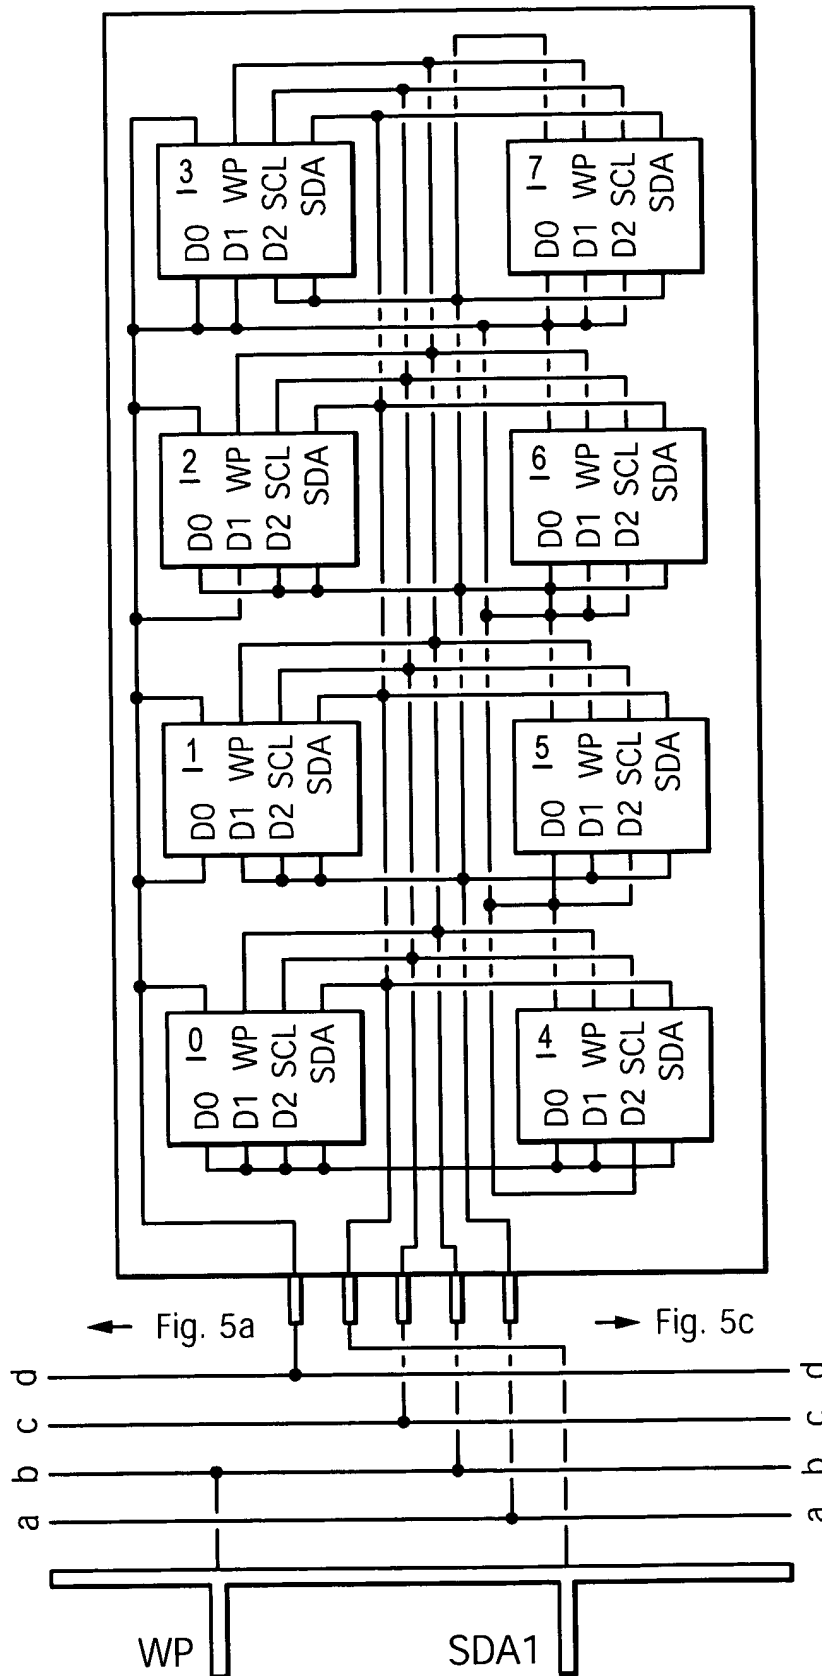 3 WP SCL SDA
D0 D1 D2
7 WP SCL SDA
D0 D1 D2
2 WP SCL SDA
D0 D1 D2
6 WP SCL SDA
D0 D1 D2
1 WP SCL SDA
D0 D1 D2
5 WP SCL SDA
D0 D1 D2
0 WP SCL SDA
D0 D1 D2
4 WP SCL SDA
D0 D1 D2
Fig. 5a
Fig. 5c
d d
c c
b b
a a
WP
SDA1